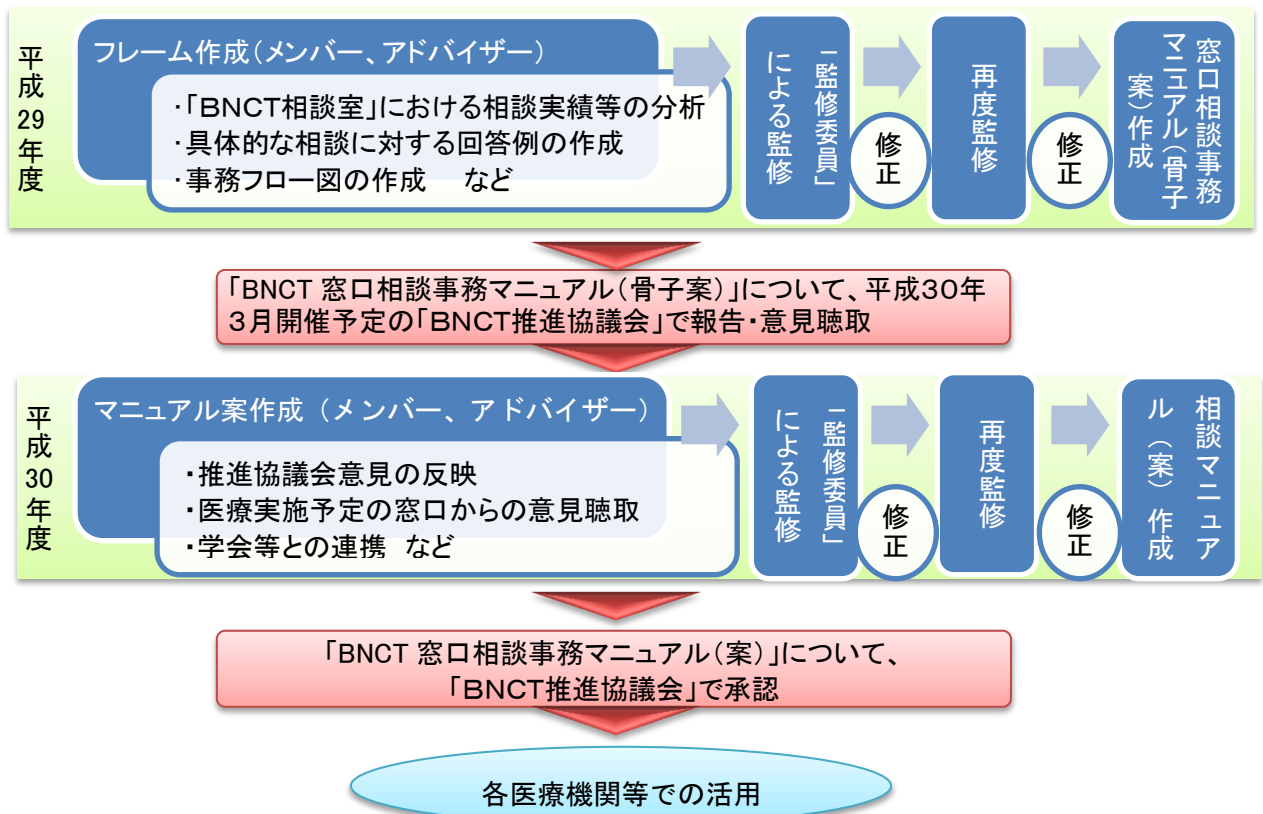 平成29年度
フレーム作成(メンバー、アドバイザー)
・「BNCT相談室」における相談実績等の分析
・具体的な相談に対する回答例の作成
・事務フロー図の作成　など
「監修委員」
による監修
修正
再度監修
修正
窓口相談事務
マニュアル(骨子
案)作成
「BNCT 窓口相談事務マニュアル(骨子案)」について、平成30年
3月開催予定の「BNCT推進協議会」で報告・意見聴取
平成30年度
マニュアル案作成 (メンバー、アドバイザー)
・推進協議会意見の反映
・医療実施予定の窓口からの意見聴取
・学会等との連携 など
「監修委員」
による監修
修正
再度監修
修正
相談マニュア
ル(案)作成
「BNCT 窓口相談事務マニュアル(案)」について、
「BNCT推進協議会」で承認
各医療機関等での活用